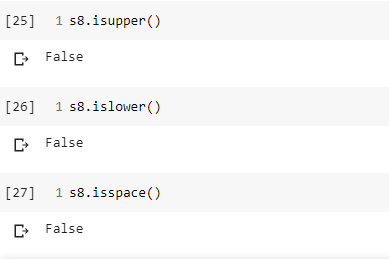 [25] 1 s8.isupper()
False
[26] 1 s8.islower()
False
[27] 1 s8.isspace()
False